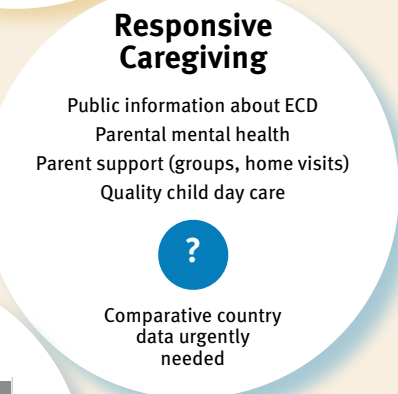 Responsive
Caregiving
Public information about ECD
Parental mental health
Parent support (groups, home visits)
Quality child day care
?
Comparative country
data urgently
needed